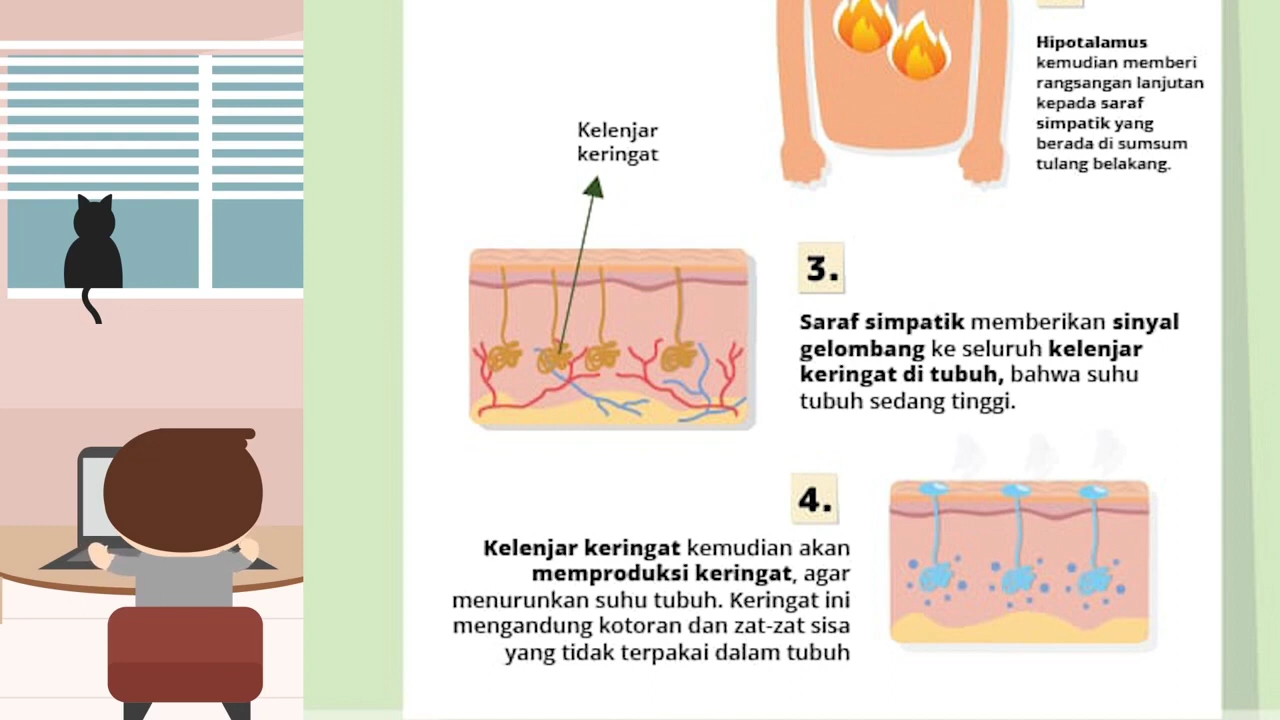 Hipotalamus
kemudian memberi
rangsangan lanjutan
kepada saraf
simpatik yang
berada di sumsum
tulang belakang.
Kelenjar
keringat
3.
Saraf simpatik memberikan sinyal
gelombang ke seluruh kelenjar
keringat di tubuh, bahwa suhu
tubuh sedang tinggi.
4.
Kelenjar keringat kemudian akan
memproduksi keringat, agar
menurunkan suhu tubuh. Keringat ini
mengandung kotoran dan zat-zat sisa
yang tidak terpakai dalam tubuh